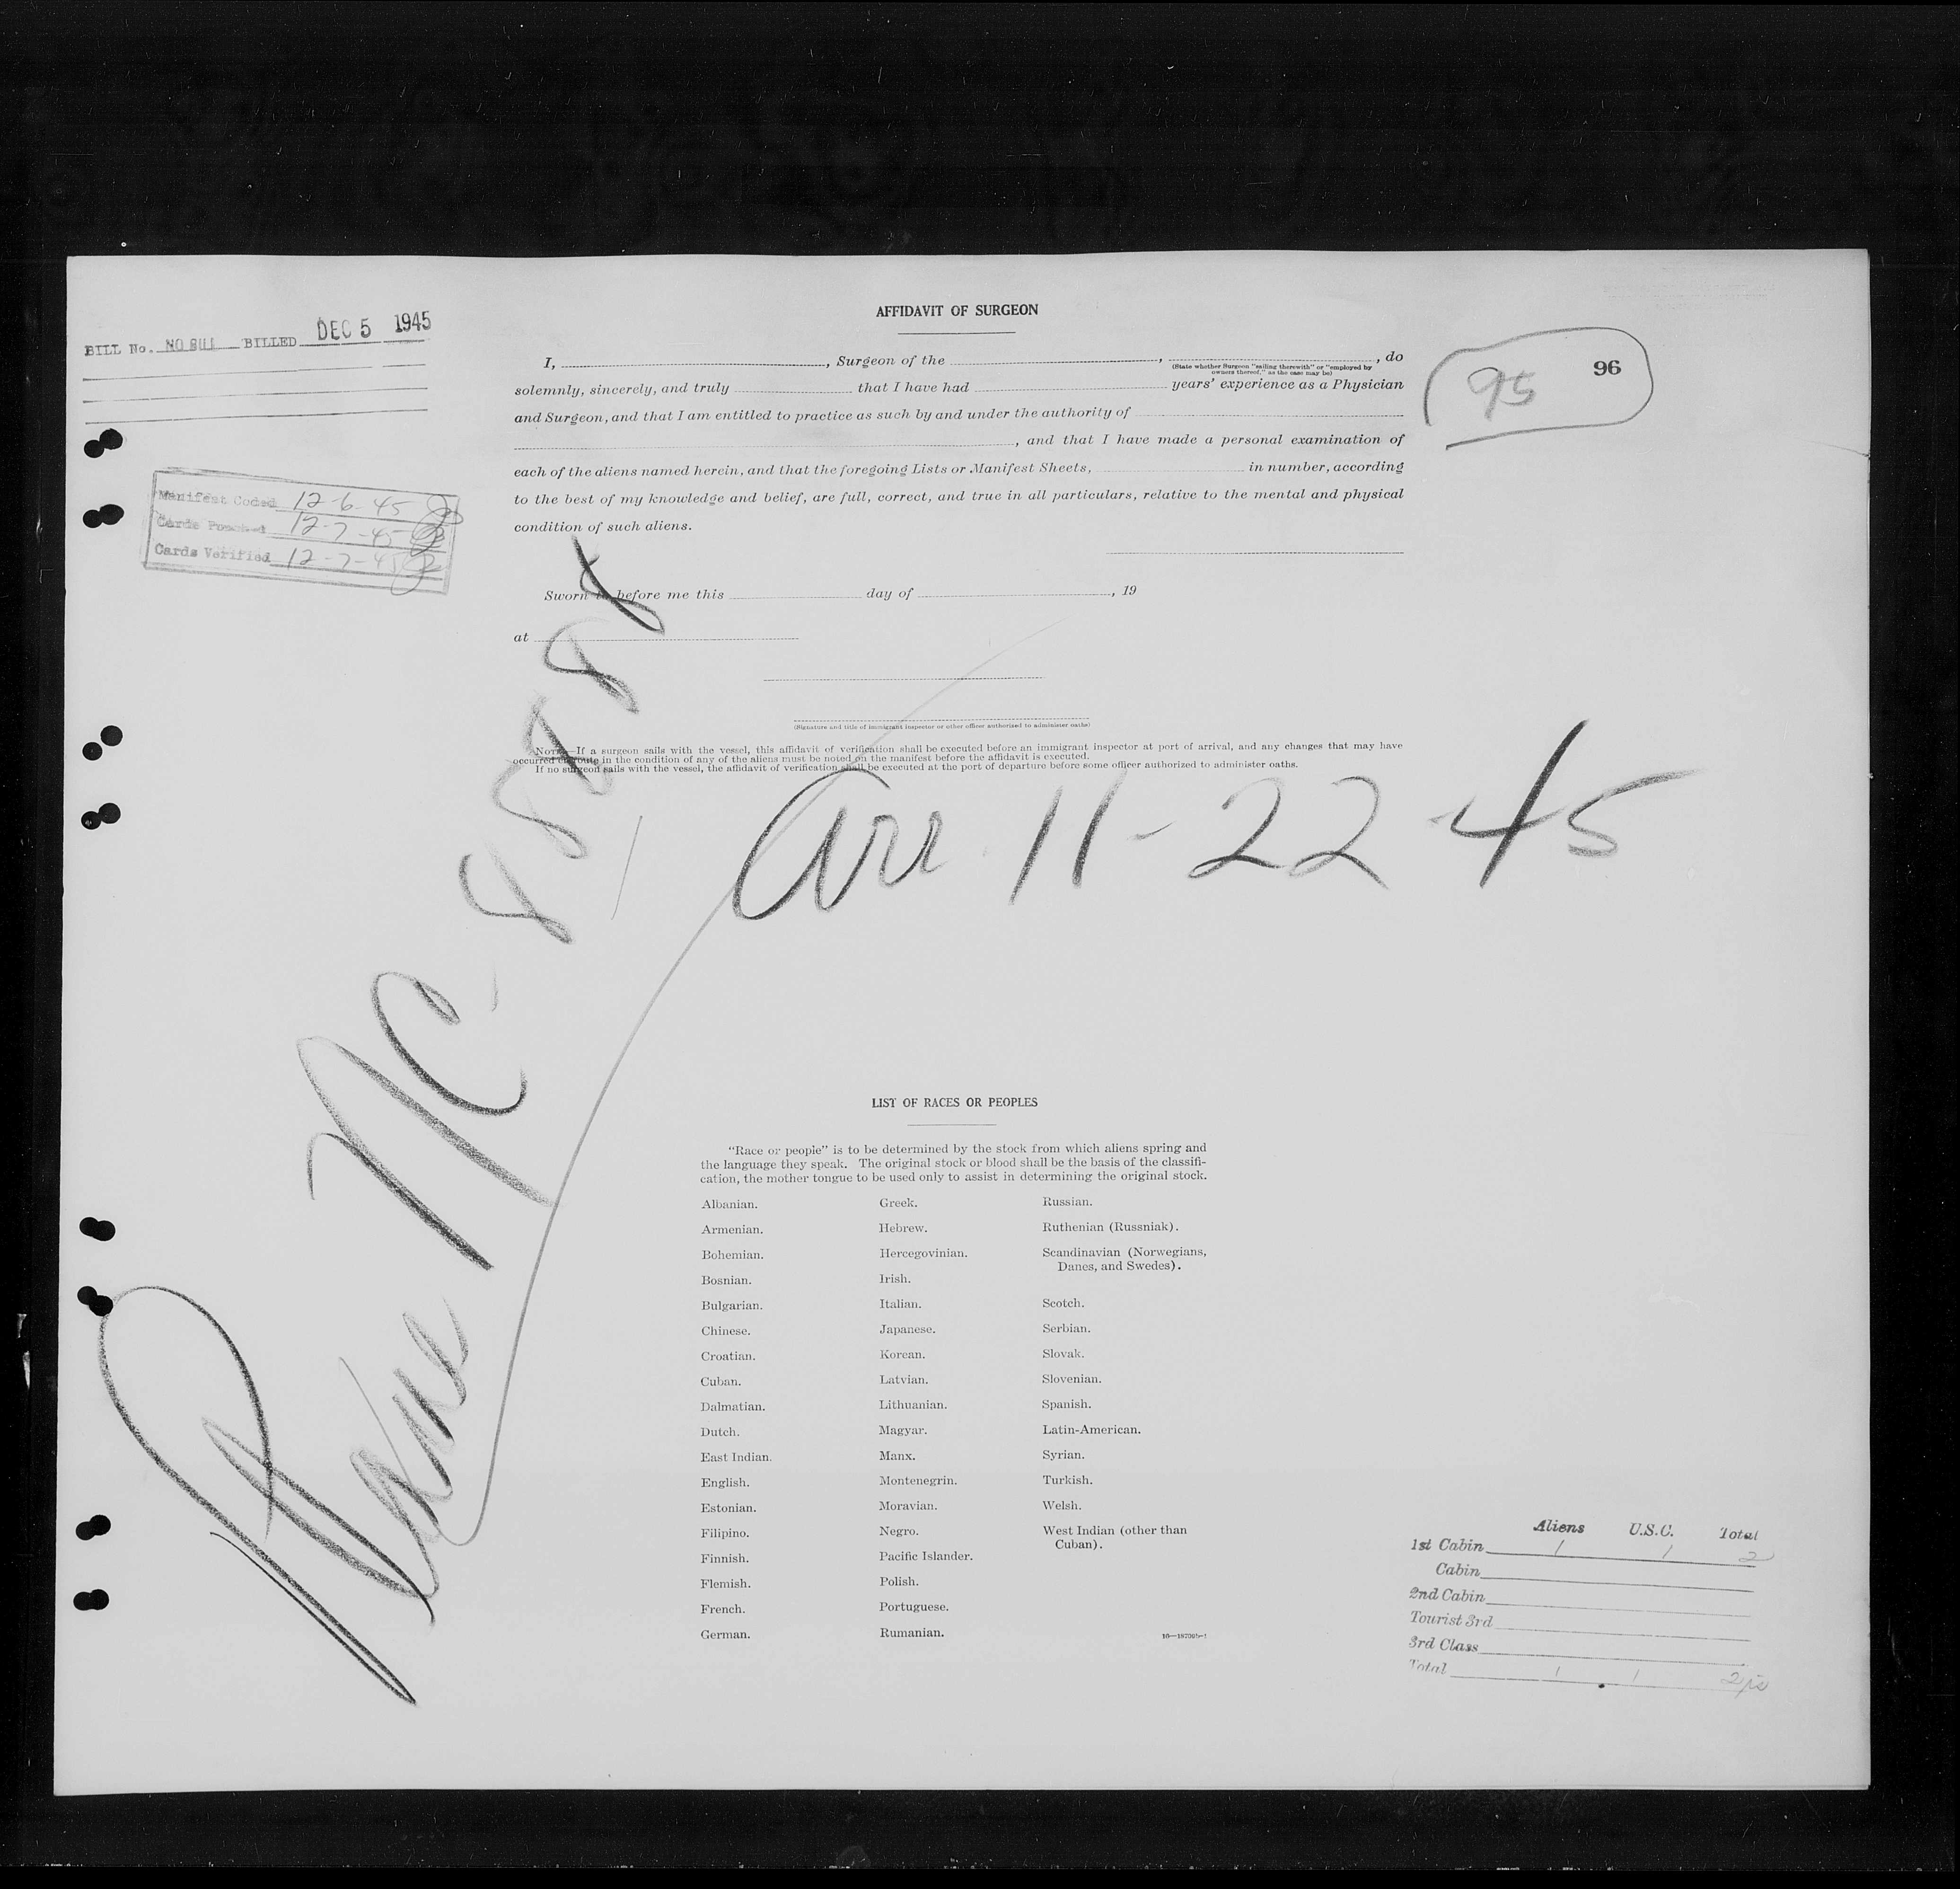 BILL No. NO BILL BILLED DEC 5 1945
AFFIDAVIT OF SURGEON
I, , Surgeon of the , , do
(State whether Surgeon "sailing therewith" or "employed by
owners thereof," as the case may be)
solemnly, sincerely, and truly that I have had years' experience as a Physician
and Surgeon, and that I am entitled to practice as such by and under the authority of
, and that I have made a personal examination of
each of the aliens named herein, and that the foregoing Lists or Manifest Sheets, in number, according
to the best of my knowledge and belief, are full, correct, and true in all particulars, relative to the mental and physical
condition of such aliens.
95
96
Manifest Coded 12-6-45
Cards Punched 12-7-45
Cards Verified 12-7-45
Sworn to before me this day of , 19
at
(Signature and title of immigrant inspector or other officer authorized to administer oaths)
NOTE.—If a surgeon sails with the vessel, this affidavit of verification shall be executed before an immigrant inspector at port of arrival, and any changes that may have
occurred en route in the condition of any of the aliens must be noted on the manifest before the affidavit is executed.
If no surgeon sails with the vessel, the affidavit of verification shall be executed at the port of departure before some officer authorized to administer oaths.
Plane NC-88888
Arr 11-22-45
LIST OF RACES OR PEOPLES
"Race or people" is to be determined by the stock from which aliens spring and
the language they speak. The original stock or blood shall be the basis of the classifi-
cation, the mother tongue to be used only to assist in determining the original stock.
Albanian.
Armenian.
Bohemian.
Bosnian.
Bulgarian.
Chinese.
Croatian.
Cuban.
Dalmatian.
Dutch.
East Indian.
English.
Estonian.
Filipino.
Finnish.
Flemish.
French.
German.
Greek.
Hebrew.
Hercegovinian.
Irish.
Italian.
Japanese.
Korean.
Latvian.
Lithuanian.
Magyar.
Manx.
Montenegrin.
Moravian.
Negro.
Pacific Islander.
Polish.
Portuguese.
Rumanian.
Russian.
Ruthenian (Russniak).
Scandinavian (Norwegians,
Danes, and Swedes).
Scotch.
Serbian.
Slovak.
Slovenian.
Spanish.
Latin-American.
Syrian.
Turkish.
Welsh.
West Indian (other than
Cuban).
Aliens U.S.C. Total
1st Cabin 1 1 2
Cabin
2nd Cabin
Tourist 3rd
3rd Class
Total 1 1 2